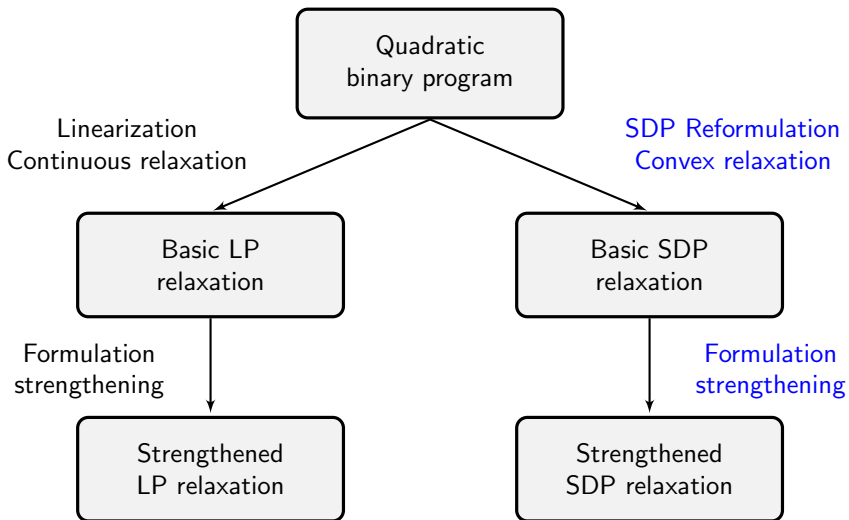 Quadratic
binary program
Linearization
Continuous relaxation
SDP Reformulation
Convex relaxation
Basic LP
relaxation
Basic SDP
relaxation
Formulation
strengthening
Formulation
strengthening
Strengthened
LP relaxation
Strengthened
SDP relaxation